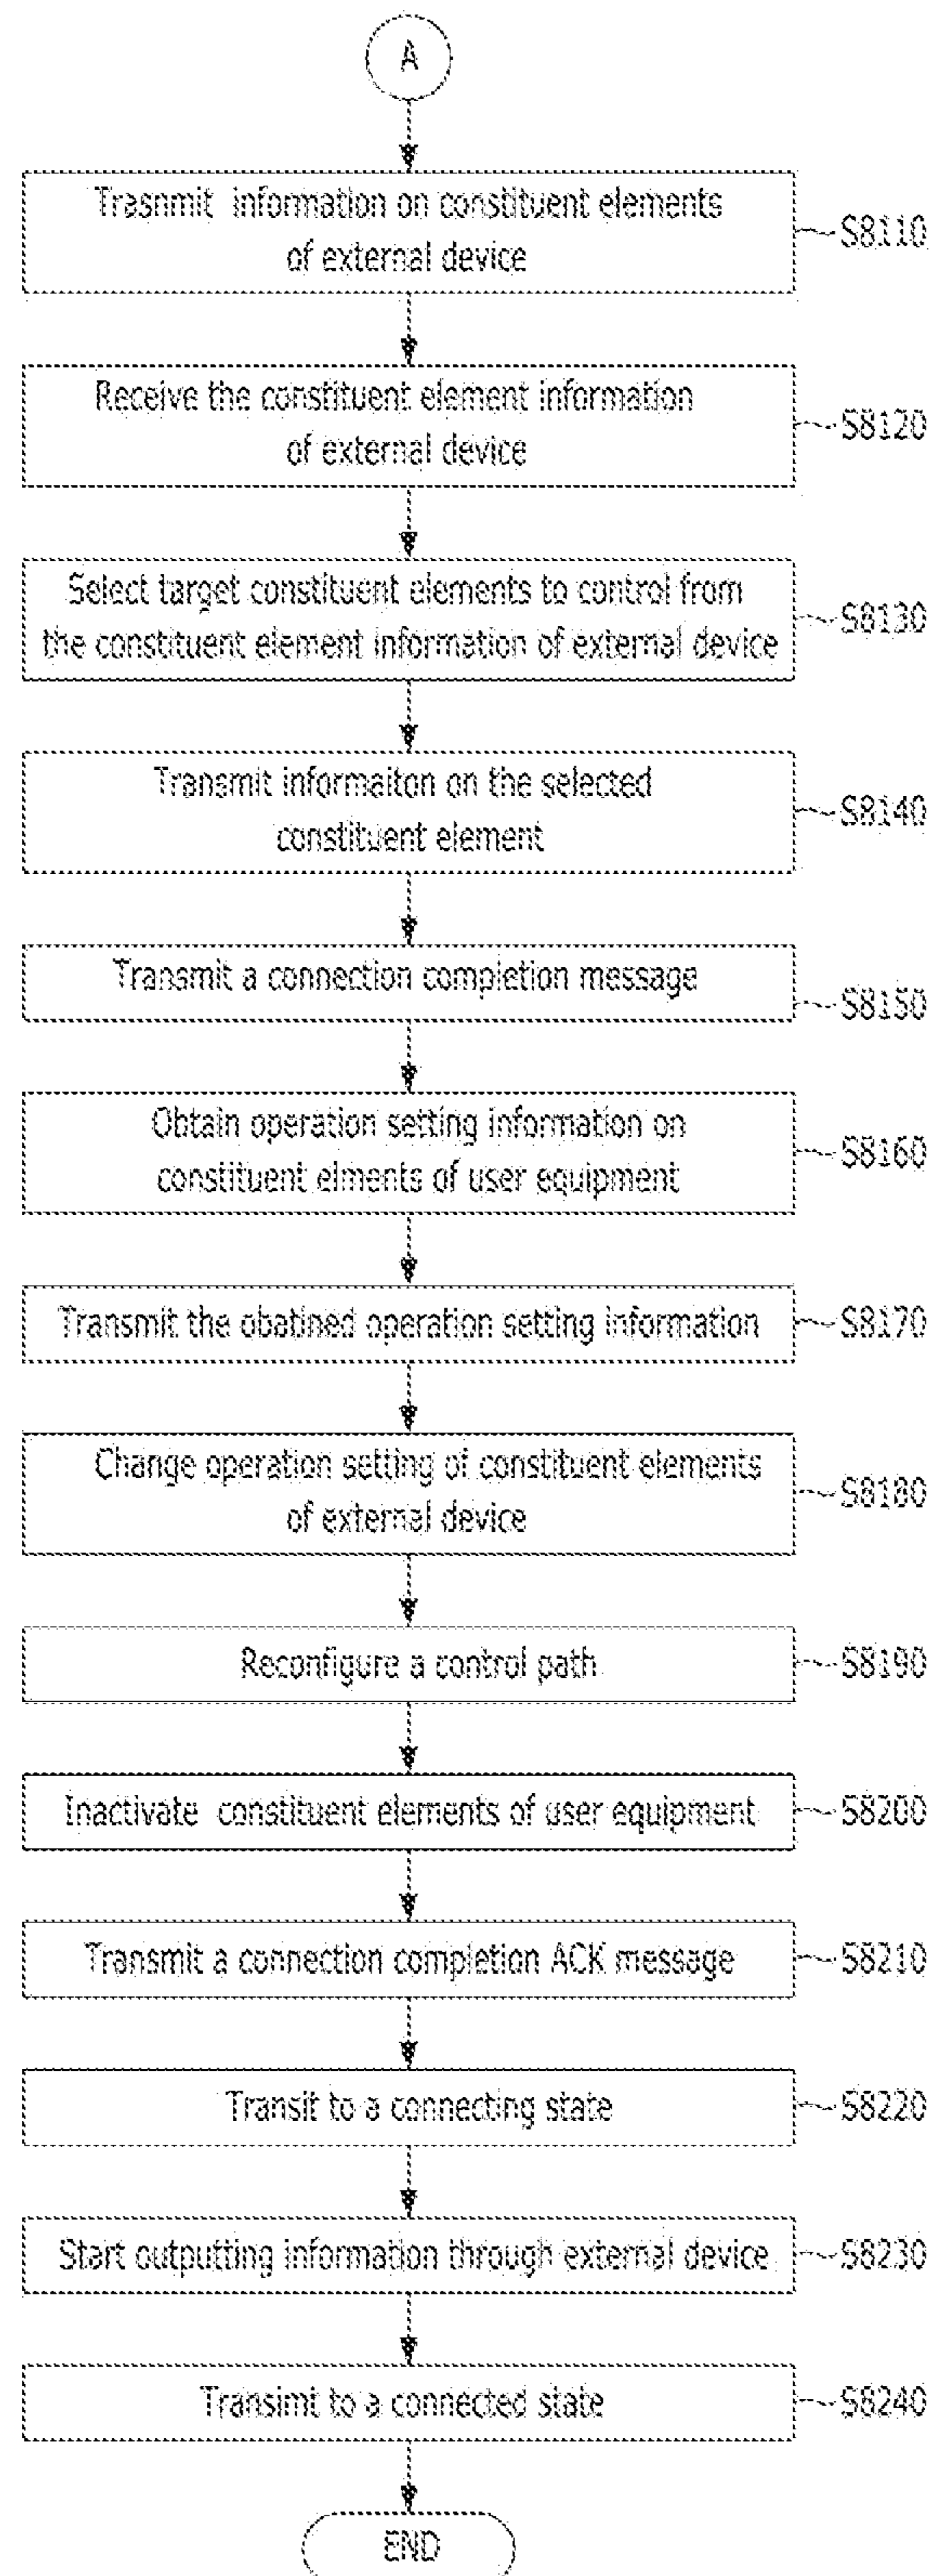 A
Trasnmit information on constituent elements
of external device
S8110
Receive the constituent element information
of external device
S8120
Select target constituent elements to control from
the constituent element information of external device
S8130
Transmit informaiton on the selected
constituent element
S8140
Transmit a connection completion message
S8150
Obtain operation setting information on
constituent elments of user equipment
S8160
Transmit the obatined operation setting information
S8170
Change operation setting of constituent elements
of external device
S8180
Reconfigure a control path
S8190
Inactivate constituent elements of user equipment
S8200
Transmit a connection completion ACK message
S8210
Transit to a connecting state
S8220
Start outputting information through external device
S8230
Transimt to a connected state
S8240
END